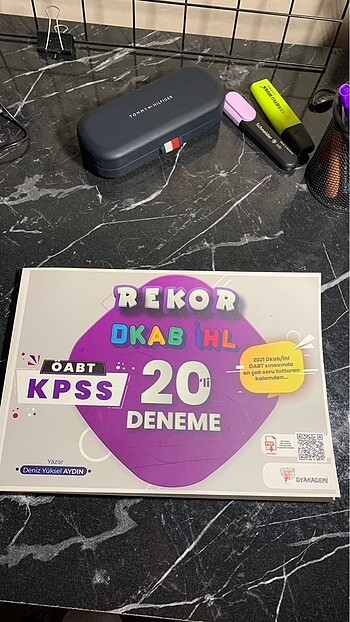 TOMMY HILFIGER
REKOR
DKAB İHL
ÖABT
KPSS
20'li
DENEME
2021 Dkab/İhl
ÖABT sınavında
en çok soru tutturan
kalemden...
Yazar
Deniz Yüksel AYDIN
PDF
DYAKADEMİ